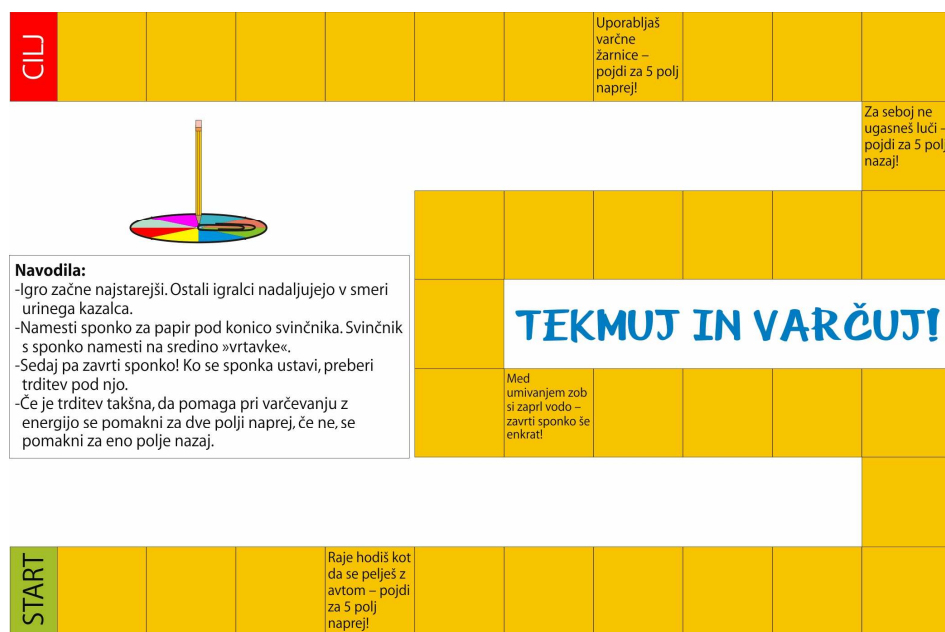 CILJ
Uporabljaš
varčne
žarnice –
pojdi za 5 polj
naprej!
Za seboj ne
ugasneš luči –
pojdi za 5 polj
nazaj!
Navodila:
-Igro začne najstarejši. Ostali igralci nadaljujejo v smeri
urinega kazalca.
-Namesti sponko za papir pod konico svinčnika. Svinčnik
s sponko namesti na sredino »vrtavke«.
-Sedaj pa zavrti sponko! Ko se sponka ustavi, preberi
trditev pod njo.
-Če je trditev takšna, da pomaga pri varčevanju z
energijo se pomakni za dve polji naprej, če ne, se
pomakni za eno polje nazaj.
TEKMUJ IN VARČUJ!
Med
umivanjem zob
si zaprl vodo –
zavrti sponko še
enkrat!
START
Raje hodiš kot
da se pelješ z
avtom – pojdi
za 5 polj
naprej!